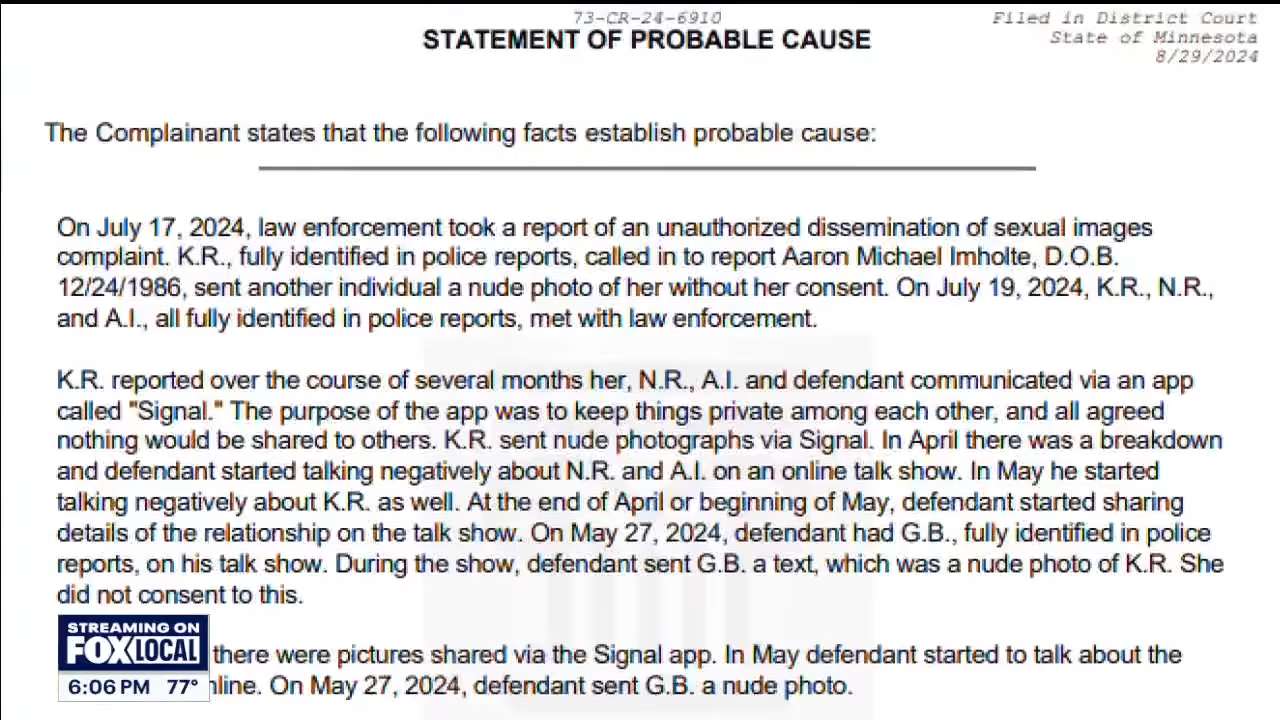 73-CR-24-6910
Filed in District Court
State of Minnesota
8/29/2024
STATEMENT OF PROBABLE CAUSE
The Complainant states that the following facts establish probable cause:
On July 17, 2024, law enforcement took a report of an unauthorized dissemination of sexual images
complaint. K.R., fully identified in police reports, called in to report Aaron Michael Imholte, D.O.B.
12/24/1986, sent another individual a nude photo of her without her consent. On July 19, 2024, K.R., N.R.,
and A.I., all fully identified in police reports, met with law enforcement.
K.R. reported over the course of several months her, N.R., A.I. and defendant communicated via an app
called "Signal." The purpose of the app was to keep things private among each other, and all agreed
nothing would be shared to others. K.R. sent nude photographs via Signal. In April there was a breakdown
and defendant started talking negatively about N.R. and A.I. on an online talk show. In May he started
talking negatively about K.R. as well. At the end of April or beginning of May, defendant started sharing
details of the relationship on the talk show. On May 27, 2024, defendant had G.B., fully identified in police
reports, on his talk show. During the show, defendant sent G.B. a text, which was a nude photo of K.R. She
did not consent to this.
there were pictures shared via the Signal app. In May defendant started to talk about the
nline. On May 27, 2024, defendant sent G.B. a nude photo.
STREAMING ON
FOX LOCAL
6:06 PM 77°